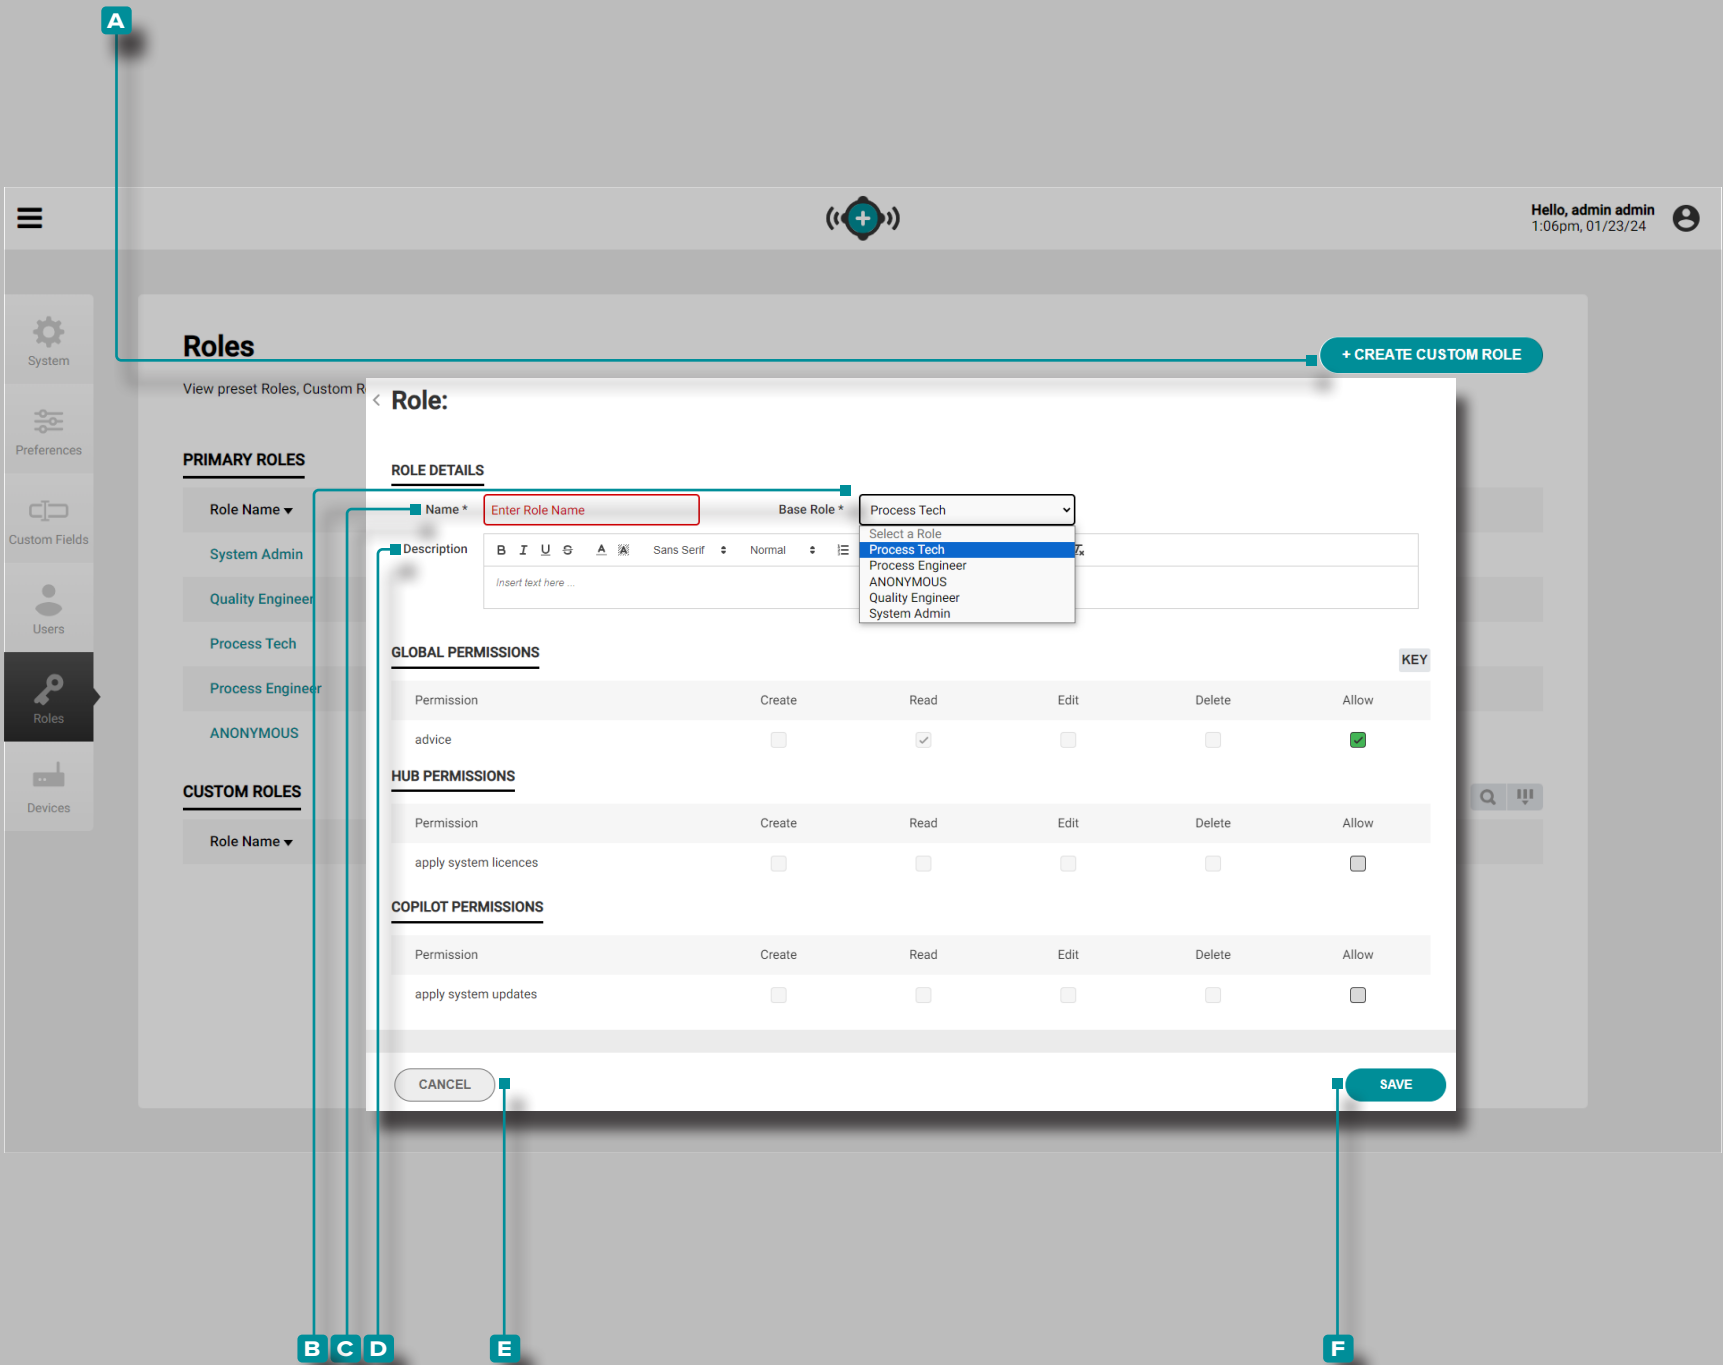 A
Hello, admin admin
1:06pm, 01/23/24
System
Preferences
Custom Fields
Users
Roles
Devices
Roles
+ CREATE CUSTOM ROLE
View preset Roles, Custom R
PRIMARY ROLES
Role Name
System Admin
Quality Engineer
Process Tech
Process Engineer
ANONYMOUS
CUSTOM ROLES
Role Name
< Role:
ROLE DETAILS
Name * Enter Role Name Base Role * Process Tech
Select a Role
Process Tech
Process Engineer
ANONYMOUS
Quality Engineer
System Admin
Description B I U S A A Sans Serif Normal
Insert text here ...
GLOBAL PERMISSIONS KEY
Permission Create Read Edit Delete Allow
advice
HUB PERMISSIONS
Permission Create Read Edit Delete Allow
apply system licences
COPILOT PERMISSIONS
Permission Create Read Edit Delete Allow
apply system updates
CANCEL SAVE
B C D E F